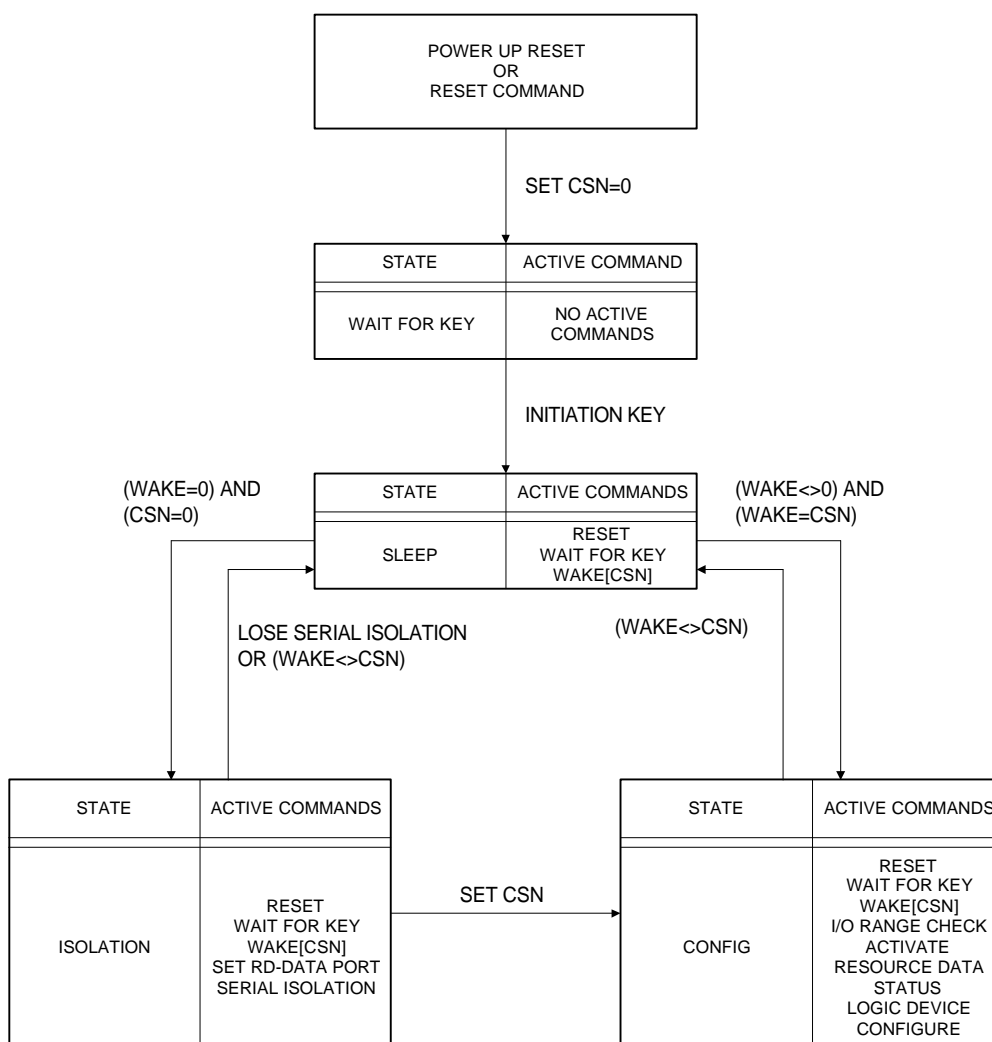 POWER UP RESET
OR
RESET COMMAND
SET CSN=0
STATE
ACTIVE COMMAND
WAIT FOR KEY
NO ACTIVE
COMMANDS
INITIATION KEY
(WAKE=0) AND
(CSN=0)
STATE
ACTIVE COMMANDS
(WAKE<>0) AND
(WAKE=CSN)
SLEEP
RESET
WAIT FOR KEY
WAKE[CSN]
LOSE SERIAL ISOLATION
OR (WAKE<>CSN)
(WAKE<>CSN)
STATE
ACTIVE COMMANDS
ISOLATION
RESET
WAIT FOR KEY
WAKE[CSN]
SET RD-DATA PORT
SERIAL ISOLATION
SET CSN
STATE
ACTIVE COMMANDS
CONFIG
RESET
WAIT FOR KEY
WAKE[CSN]
I/O RANGE CHECK
ACTIVATE
RESOURCE DATA
STATUS
LOGIC DEVICE
CONFIGURE